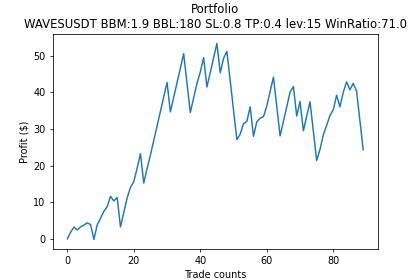 Portfolio
WAVESUSDT BBM:1.9 BBL:180 SL:0.8 TP:0.4 lev:15 WinRatio:71.0
50
40
30
20
10
0
Profit ($)
0 20 40 60 80
Trade counts